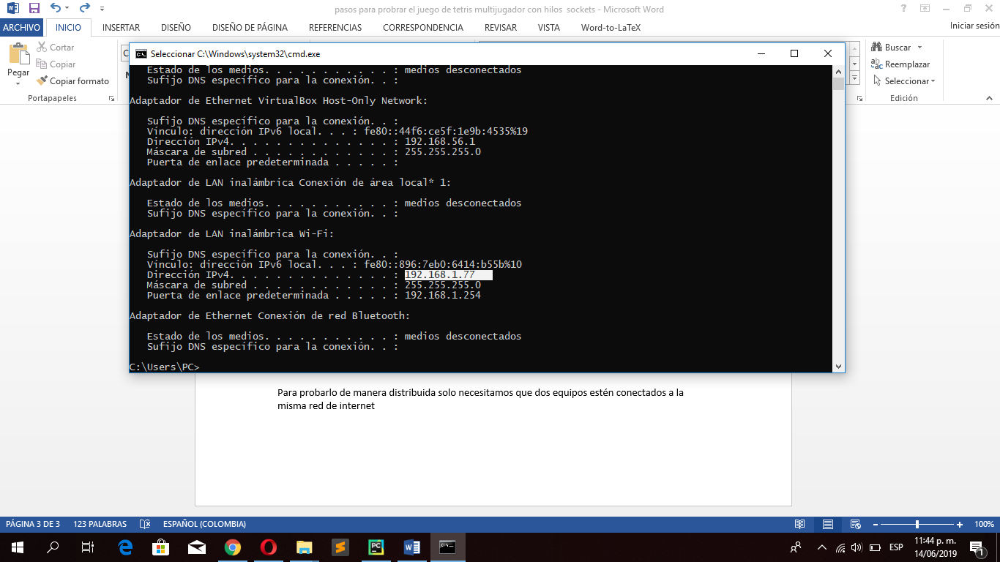 pasos para probrar el juego de tetris multijugador con hilos  sockets - Microsoft Word
ARCHIVO INICIO INSERTAR DISEÑO DISEÑO DE PÁGINA REFERENCIAS CORRESPONDENCIA REVISAR VISTA Word-to-LaTeX Iniciar sesión
Pegar
Cortar
Copiar
Copiar formato
Portapapeles
Buscar
Reemplazar
Seleccionar
Edición
Seleccionar C:\Windows\system32\cmd.exe
Estado de los medios. . . . . . . . . . . : medios desconectados
Sufijo DNS específico para la conexión. . :
Adaptador de Ethernet VirtualBox Host-Only Network:
Sufijo DNS específico para la conexión. . :
Vínculo: dirección IPv6 local. . . : fe80::44f6:ce5f:1e9b:4535%19
Dirección IPv4. . . . . . . . . . . . . . : 192.168.56.1
Máscara de subred . . . . . . . . . . . . : 255.255.255.0
Puerta de enlace predeterminada . . . . . :
Adaptador de LAN inalámbrica Conexión de área local* 1:
Estado de los medios. . . . . . . . . . . : medios desconectados
Sufijo DNS específico para la conexión. . :
Adaptador de LAN inalámbrica Wi-Fi:
Sufijo DNS específico para la conexión. . :
Vínculo: dirección IPv6 local. . . : fe80::896:7eb0:6414:b55b%10
Dirección IPv4. . . . . . . . . . . . . . : 192.168.1.77
Máscara de subred . . . . . . . . . . . . : 255.255.255.0
Puerta de enlace predeterminada . . . . . : 192.168.1.254
Adaptador de Ethernet Conexión de red Bluetooth:
Estado de los medios. . . . . . . . . . . : medios desconectados
Sufijo DNS específico para la conexión. . :
C:\Users\PC>
Para probarlo de manera distribuida solo necesitamos que dos equipos estén conectados a la
misma red de internet
PÁGINA 3 DE 3 123 PALABRAS ESPAÑOL (COLOMBIA) 100%
ESP
11:44 p. m.
14/06/2019
1